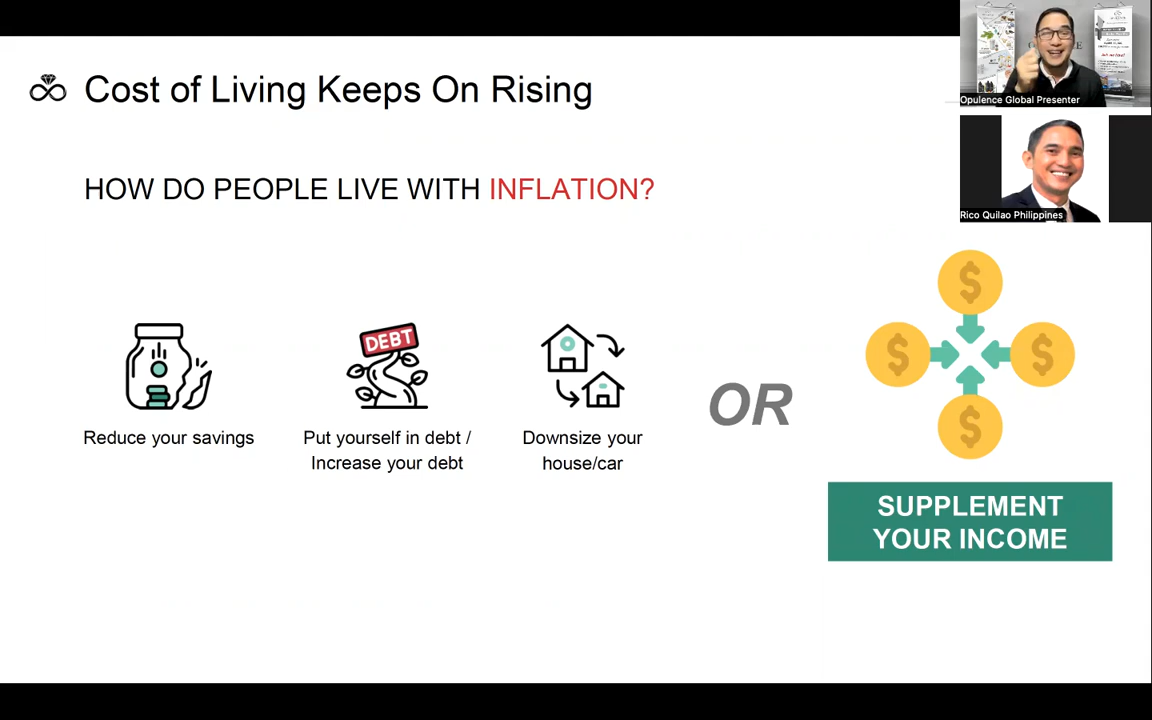 Cost of Living Keeps On Rising
HOW DO PEOPLE LIVE WITH INFLATION?
DEBT
Reduce your savings
Put yourself in debt /
Increase your debt
Downsize your
house/car
OR
$
$
$
$
SUPPLEMENT
YOUR INCOME
Opulence Global Presenter
Rico Quilao Philippines